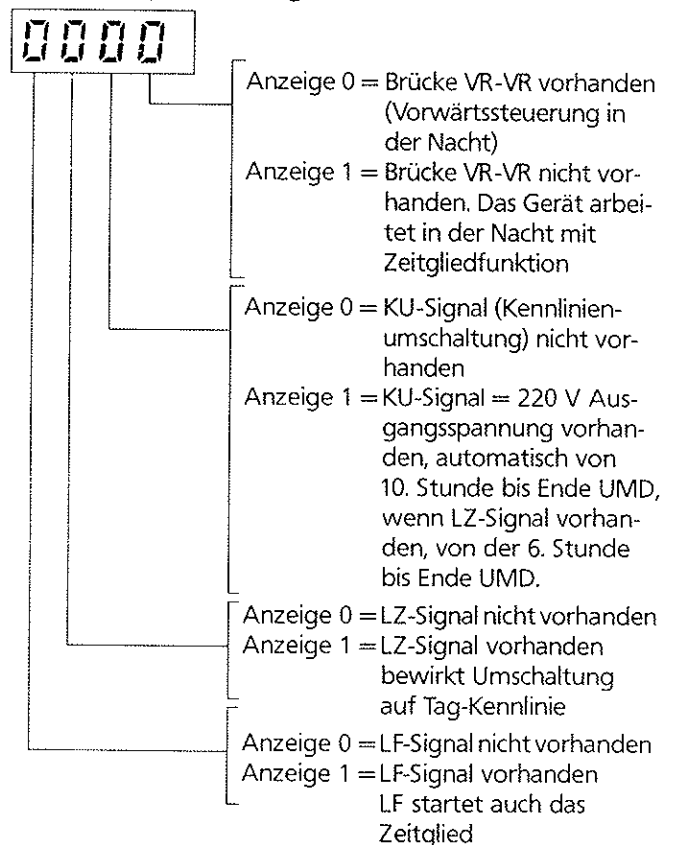 0000
Anzeige 0 = Brücke VR-VR vorhanden
(Vorwärtssteuerung in
der Nacht)
Anzeige 1 = Brücke VR-VR nicht vor-
handen. Das Gerät arbei-
tet in der Nacht mit
Zeitgliedfunktion
Anzeige 0 = KU-Signal (Kennlinien-
umschaltung) nicht vor-
handen
Anzeige 1 = KU-Signal = 220 V Aus-
gangsspannung vorhan-
den, automatisch von
10. Stunde bis Ende UMD,
wenn LZ-Signal vorhan-
den, von der 6. Stunde
bis Ende UMD.
Anzeige 0 = LZ-Signal nicht vorhanden
Anzeige 1 = LZ-Signal vorhanden
bewirkt Umschaltung
auf Tag-Kennlinie
Anzeige 0 = LF-Signal nicht vorhanden
Anzeige 1 = LF-Signal vorhanden
LF startet auch das
Zeitglied